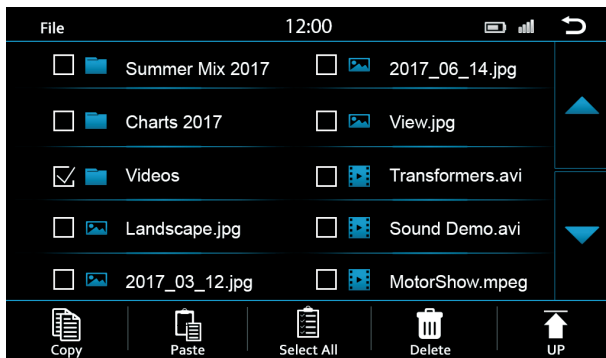 File 12:00
Summer Mix 2017 2017_06_14.jpg
Charts 2017 View.jpg
Videos Transformers.avi
Landscape.jpg Sound Demo.avi
2017_03_12.jpg MotorShow.mpeg
Copy Paste Select All Delete UP